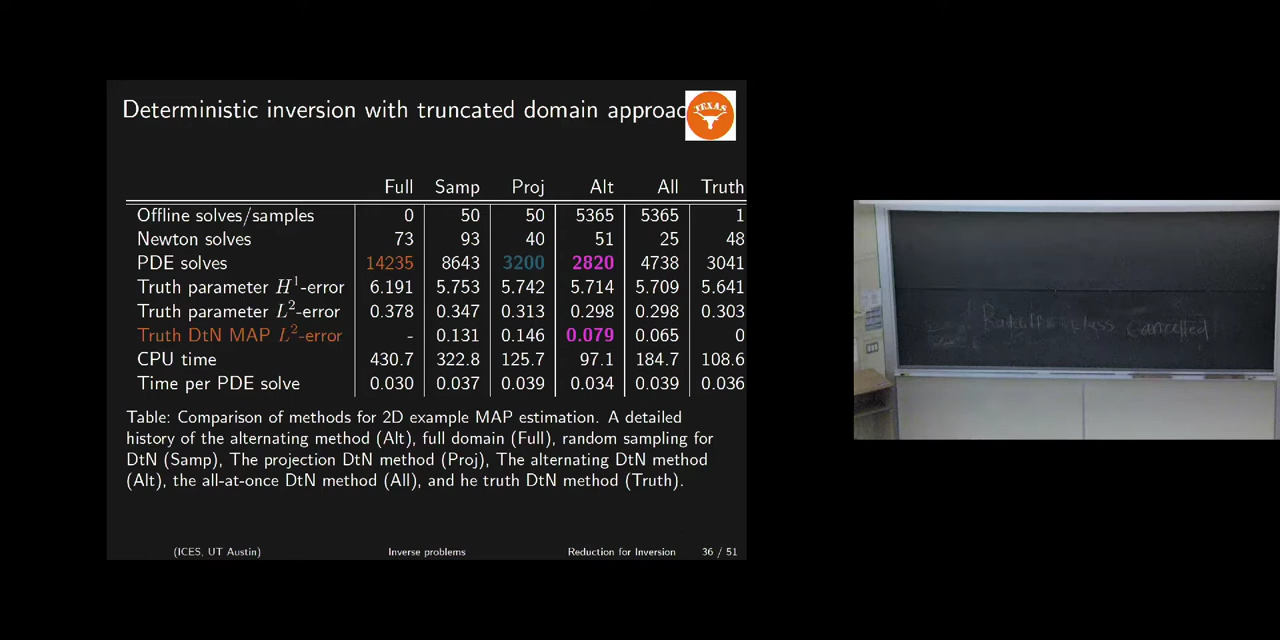 Deterministic inversion with truncated domain approac
TEXAS
Full Samp Proj Alt All Truth
Offline solves/samples 0 50 50 5365 5365 1
Newton solves 73 93 40 51 25 48
PDE solves 14235 8643 3200 2820 4738 3041
Truth parameter H¹-error 6.191 5.753 5.742 5.714 5.709 5.641
Truth parameter L²-error 0.378 0.347 0.313 0.298 0.298 0.303
Truth DtN MAP L²-error - 0.131 0.146 0.079 0.065 0
CPU time 430.7 322.8 125.7 97.1 184.7 108.6
Time per PDE solve 0.030 0.037 0.039 0.034 0.039 0.036
Table: Comparison of methods for 2D example MAP estimation. A detailed
history of the alternating method (Alt), full domain (Full), random sampling for
DtN (Samp), The projection DtN method (Proj), The alternating DtN method
(Alt), the all-at-once DtN method (All), and he truth DtN method (Truth).
(ICES, UT Austin) Inverse problems Reduction for Inversion 36 / 51
class cancelled